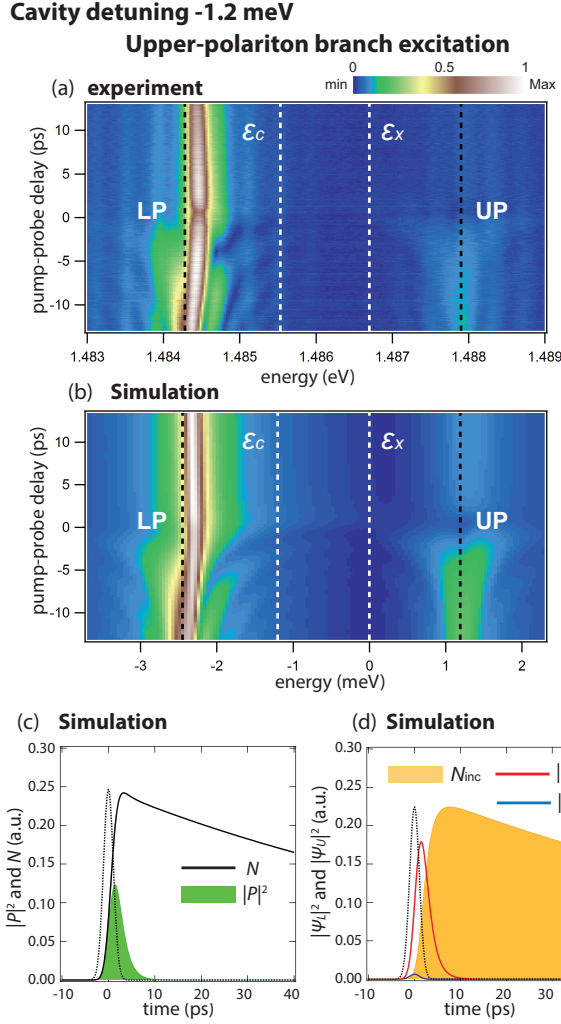 Cavity detuning -1.2 meV
Upper-polariton branch excitation
(a) experiment
0 0.5 1
min Max
εc εx
LP UP
10
5
0
-5
-10
pump-probe delay (ps)
1.483 1.484 1.485 1.486 1.487 1.488 1.489
energy (eV)
(b) Simulation
εc εx
LP UP
10
5
0
-5
-10
pump-probe delay (ps)
-3 -2 -1 0 1 2
energy (meV)
(c) Simulation
0.30
0.25
0.20
0.15
0.10
0.05
0.00
|P|² and N (a.u.)
N
|P|²
-10 0 10 20 30 40
time (ps)
(d) Simulation
0.30
0.25
0.20
0.15
0.10
0.05
0.00
|ψL|² and |ψU|² (a.u.)
Ninc |
|
-10 0 10 20 30
time (ps)